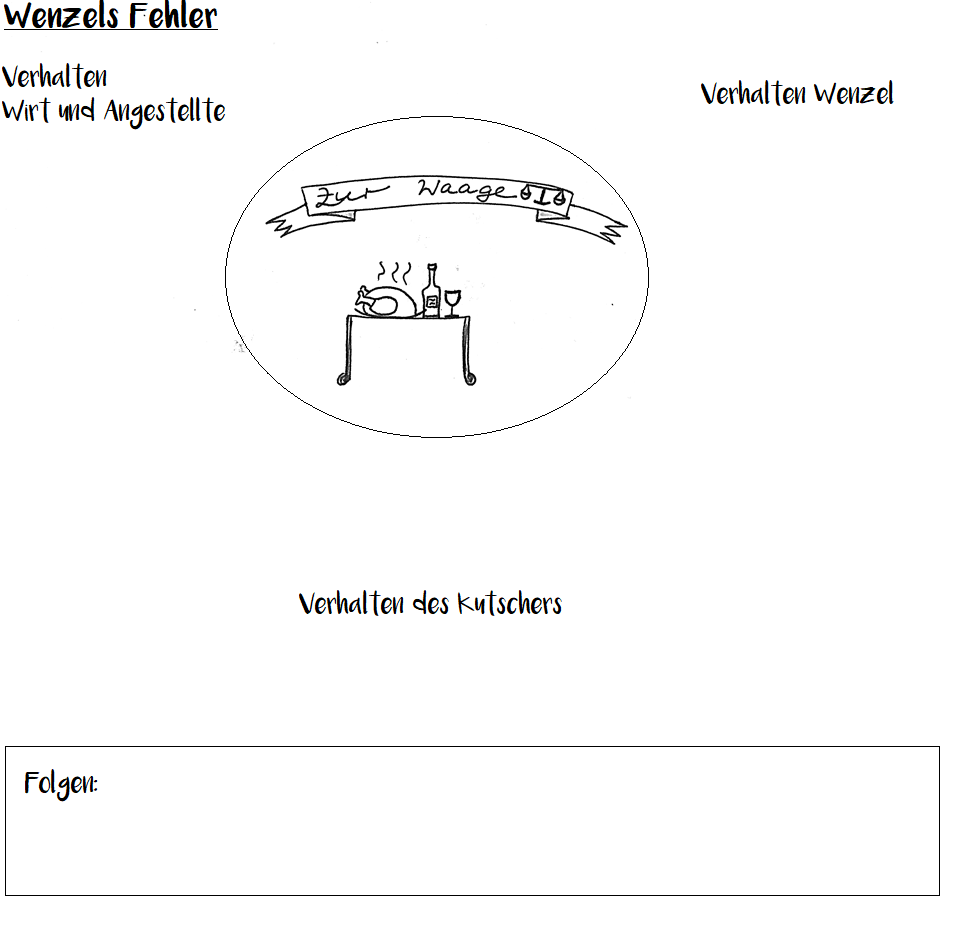 Wenzels Fehler
Verhalten
Wirt und Angestellte
Verhalten Wenzel
Zur Waage
Verhalten des Kutschers
Folgen: